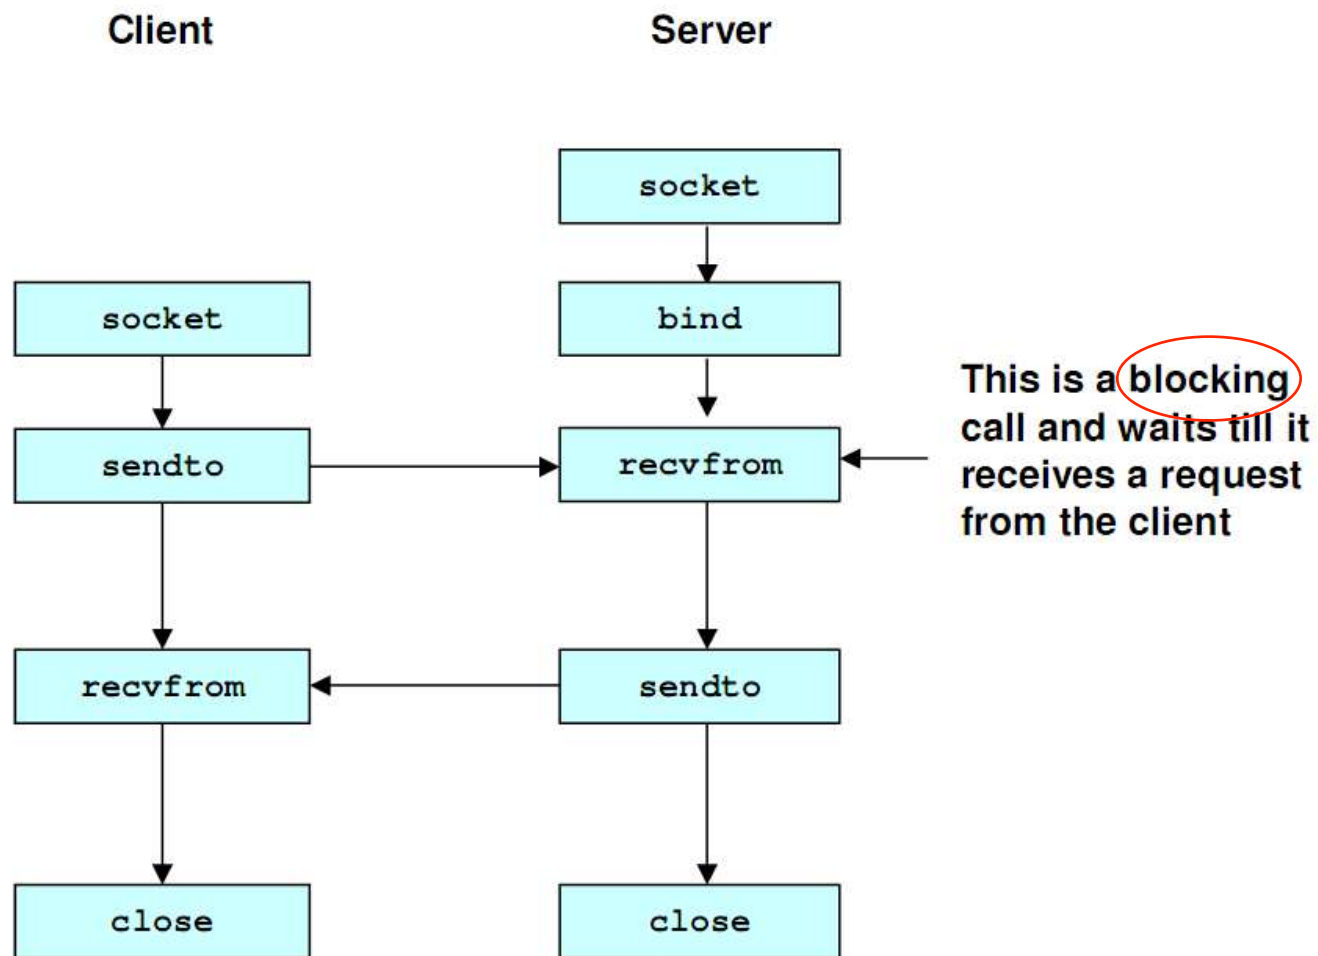 Client
Server
socket
socket
bind
This is a blocking
call and waits till it
receives a request
from the client
sendto
recvfrom
recvfrom
sendto
close
close